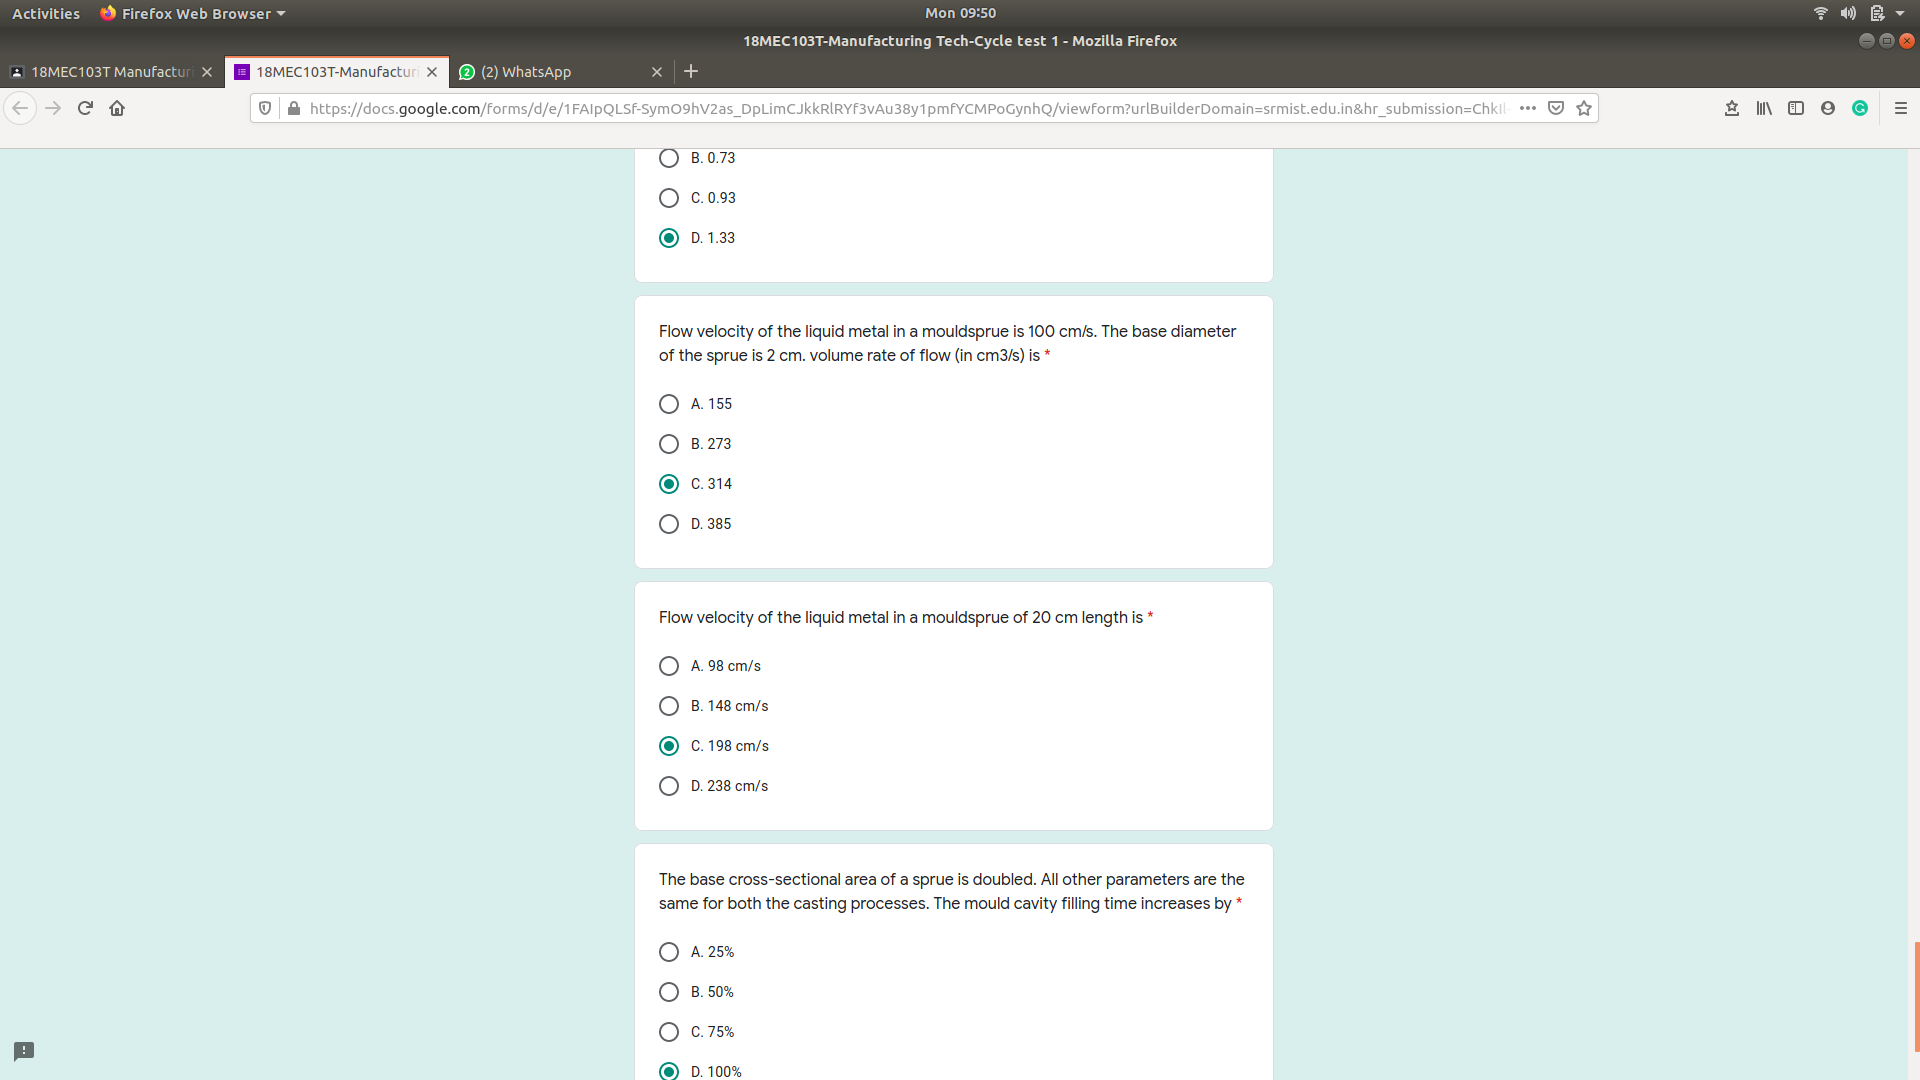 Activities Firefox Web Browser Mon 09:50
18MEC103T-Manufacturing Tech-Cycle test 1 - Mozilla Firefox
18MEC103T Manufactur 18MEC103T-Manufacturi (2) WhatsApp
https://docs.google.com/forms/d/e/1FAIpQLSf-SymO9hV2as_DpLimCJkkRlRYf3vAu38y1pmfYCMPoGynhQ/viewform?urlBuilderDomain=srmist.edu.in&hr_submission=ChkIl
B. 0.73
C. 0.93
D. 1.33
Flow velocity of the liquid metal in a mouldsprue is 100 cm/s. The base diameter
of the sprue is 2 cm. volume rate of flow (in cm3/s) is *
A. 155
B. 273
C. 314
D. 385
Flow velocity of the liquid metal in a mouldsprue of 20 cm length is *
A. 98 cm/s
B. 148 cm/s
C. 198 cm/s
D. 238 cm/s
The base cross-sectional area of a sprue is doubled. All other parameters are the
same for both the casting processes. The mould cavity filling time increases by *
A. 25%
B. 50%
C. 75%
D. 100%